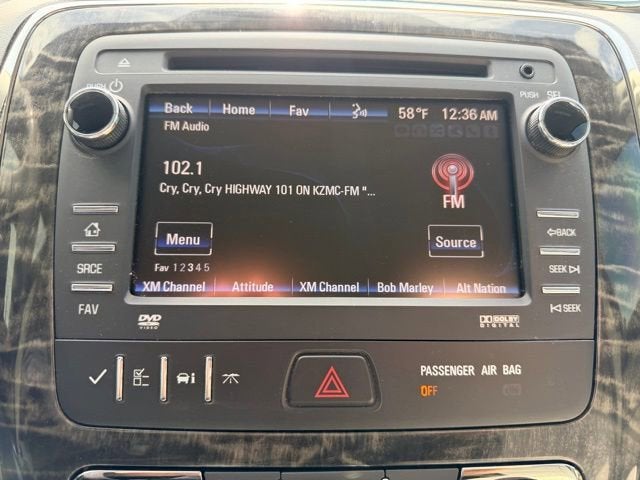 PUSH
PUSH SEL
Back Home Fav 58°F 12:36 AM
FM Audio
102.1
Cry, Cry, Cry HIGHWAY 101 ON KZMC-FM "...
FM
Menu Source
Fav 1 2 3 4 5
XM Channel Attitude XM Channel Bob Marley Alt Nation
SRCE
FAV
BACK
SEEK
SEEK
DVD
VIDEO
DOLBY
DIGITAL
PASSENGER AIR BAG
OFF